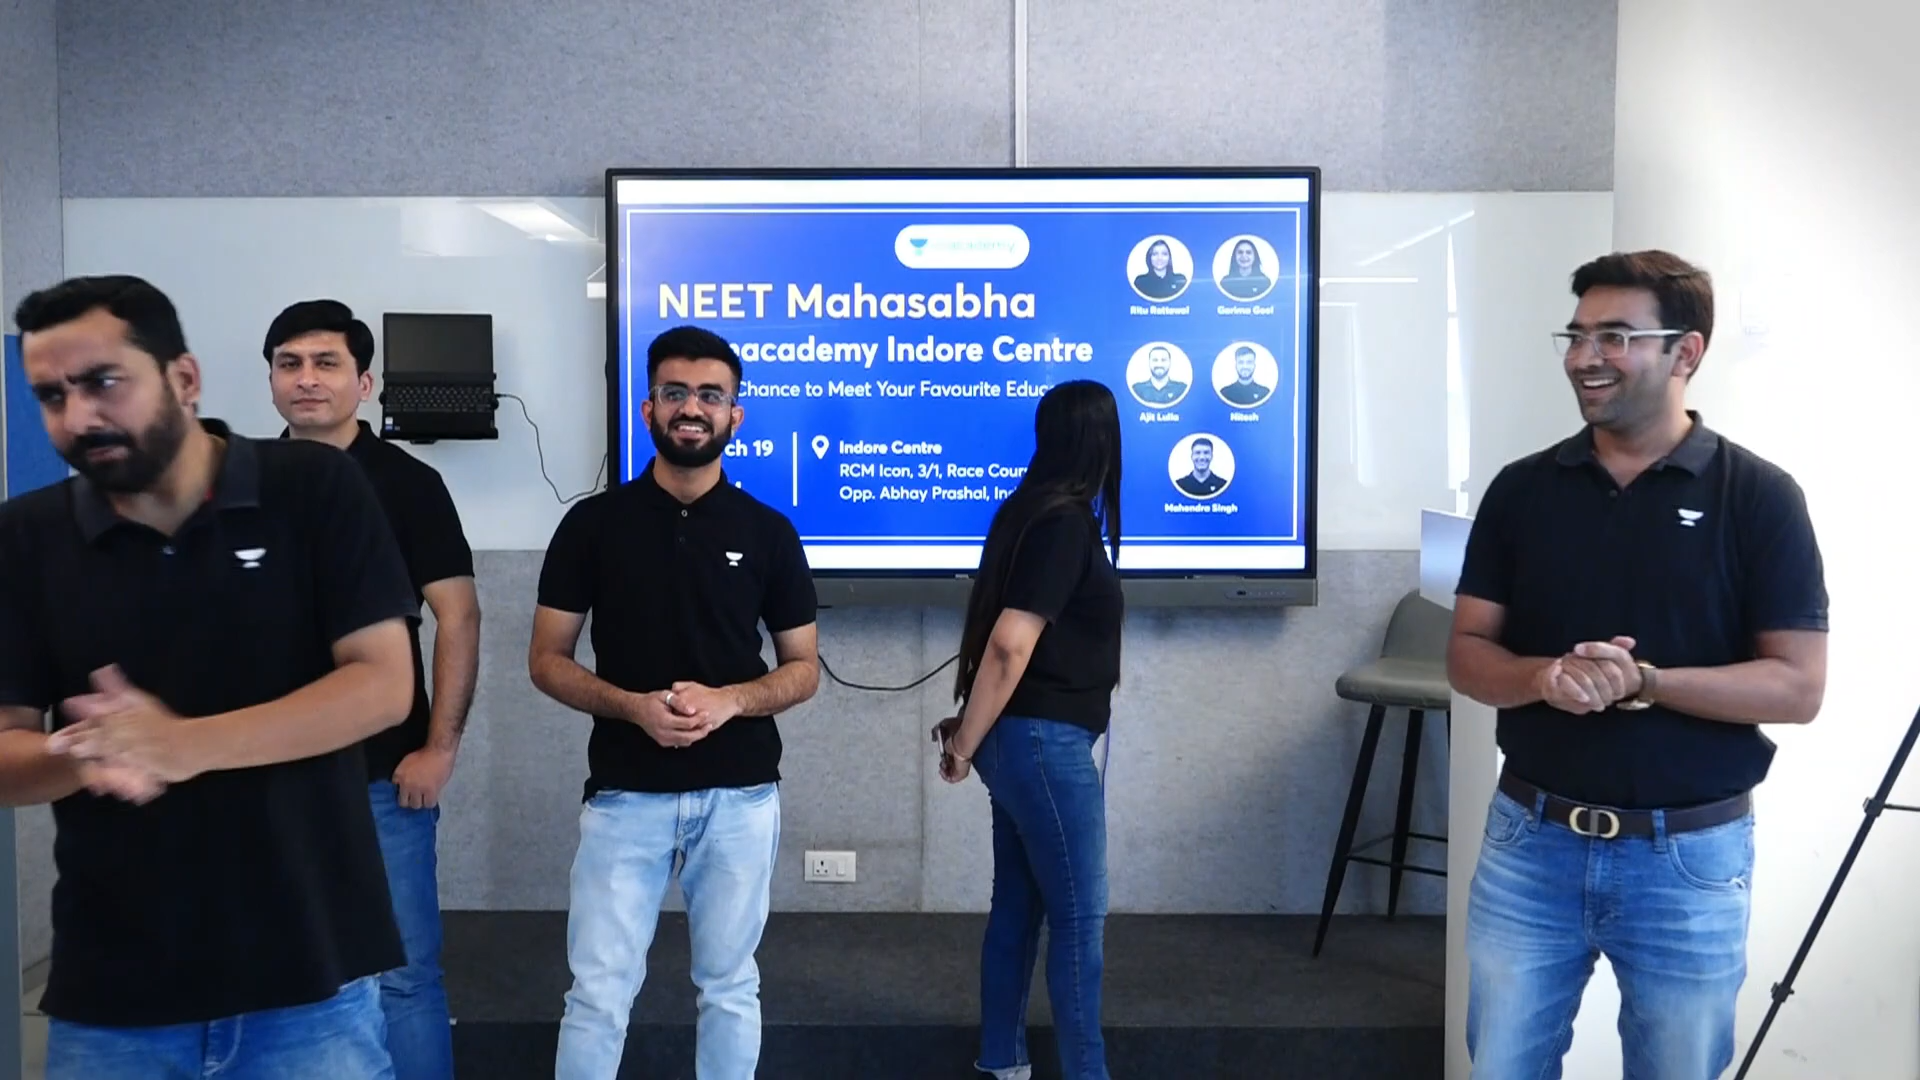 academy
NEET Mahasabha
nacademy Indore Centre
Chance to Meet Your Favourite Educ
ch 19
Indore Centre
RCM Icon, 3/1, Race Cour
Opp. Abhay Prashal, In
Ritu Rattewal
Garima Goel
Ajit Lulla
Nitesh
Mahendra Singh